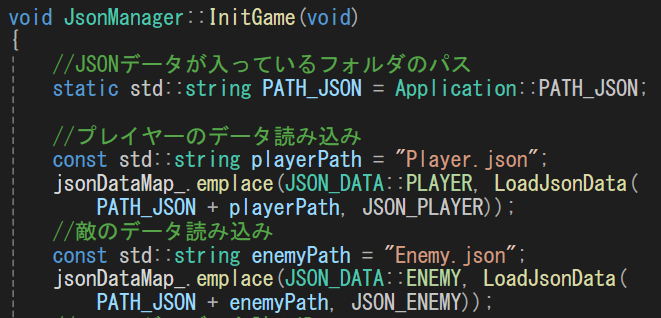 void JsonManager::InitGame(void)
{
//JSONデータが入っているフォルダのパス
static std::string PATH_JSON = Application::PATH_JSON;
//プレイヤーのデータ読み込み
const std::string playerPath = "Player.json";
jsonDataMap_.emplace(JSON_DATA::PLAYER, LoadJsonData(
PATH_JSON + playerPath, JSON_PLAYER));
//敵のデータ読み込み
const std::string enemyPath = "Enemy.json";
jsonDataMap_.emplace(JSON_DATA::ENEMY, LoadJsonData(
PATH_JSON + enemyPath, JSON_ENEMY));